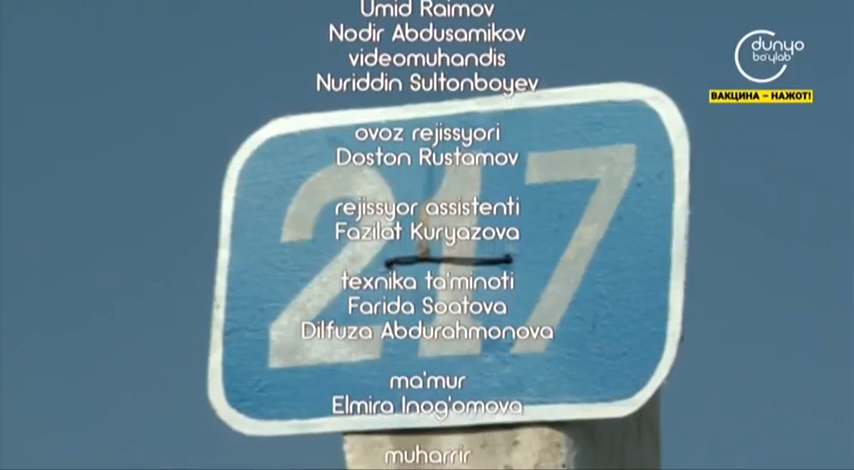 Umid Raimov
Nodir Abdusamikov
videomuhandis
Nuriddin Sultonboyev
dunyo
bo'ylab
ВАКЦИНА – НАЖОТ!
ovoz rejissyori
Doston Rustamov
217
rejissyor assistenti
Fazilat Kuryazova
texnika ta'minoti
Farida Soatova
Dilfuza Abdurahmonova
ma'mur
Elmira Inog'omova
muharrir